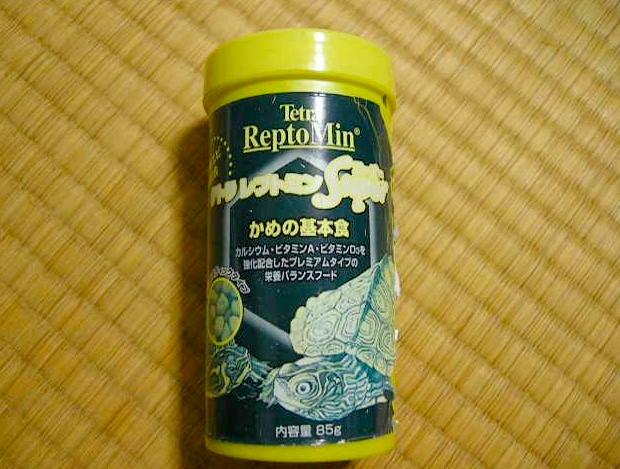 Tetra
ReptoMin®
テトラ レプトミン Super
かめの基本食
カルシウム・ビタミンA・ビタミンD3を
強化配合したプレミアムタイプの
栄養バランスフード
内容量 85g